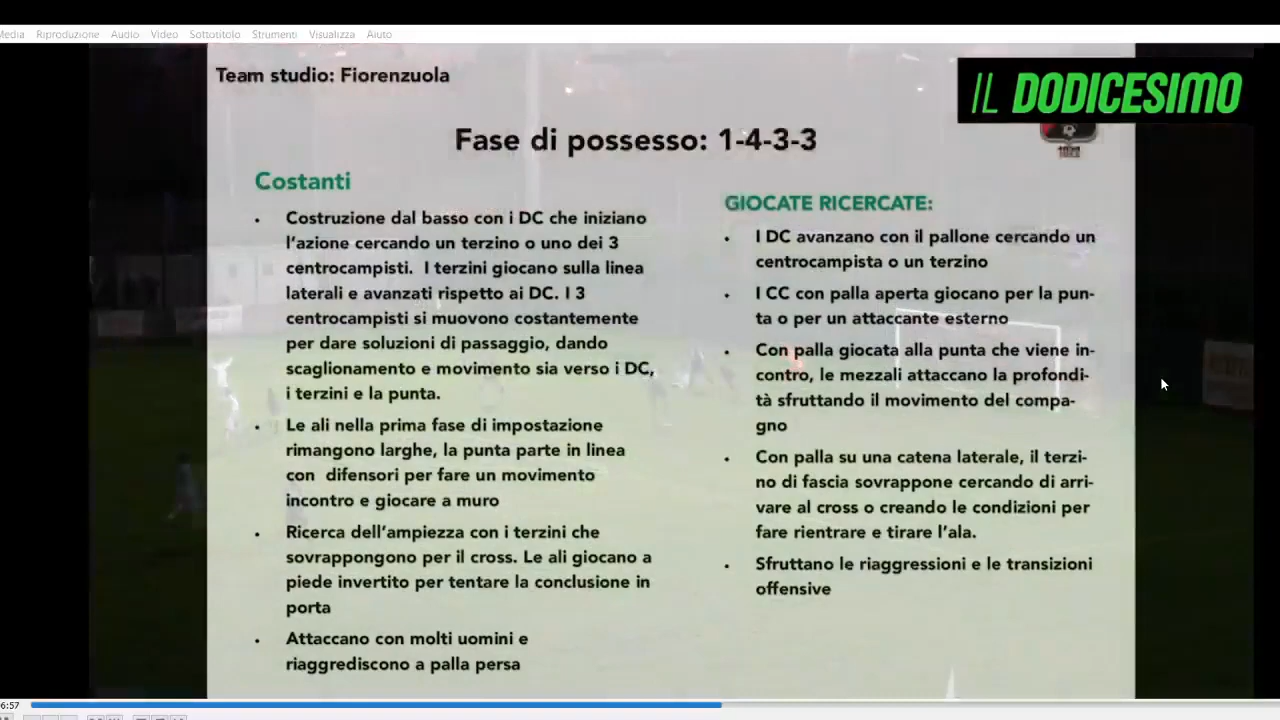 Media Riproduzione Audio Video Sottotitolo Strumenti Visualizza Aiuto
Team studio: Fiorenzuola
IL DODICESIMO
Fase di possesso: 1-4-3-3
Costanti
• Costruzione dal basso con i DC che iniziano
l'azione cercando un terzino o uno dei 3
centrocampisti. I terzini giocano sulla linea
laterali e avanzati rispetto ai DC. I 3
centrocampisti si muovono costantemente
per dare soluzioni di passaggio, dando
scaglionamento e movimento sia verso i DC,
i terzini e la punta.
• Le ali nella prima fase di impostazione
rimangono larghe, la punta parte in linea
con difensori per fare un movimento
incontro e giocare a muro
• Ricerca dell'ampiezza con i terzini che
sovrappongono per il cross. Le ali giocano a
piede invertito per tentare la conclusione in
porta
• Attaccano con molti uomini e
riaggrediscono a palla persa
GIOCATE RICERCATE:
• I DC avanzano con il pallone cercando un
centrocampista o un terzino
• I CC con palla aperta giocano per la pun-
ta o per un attaccante esterno
• Con palla giocata alla punta che viene in-
contro, le mezzali attaccano la profondi-
tà sfruttando il movimento del compa-
gno
• Con palla su una catena laterale, il terzi-
no di fascia sovrappone cercando di arri-
vare al cross o creando le condizioni per
fare rientrare e tirare l'ala.
• Sfruttano le riaggressioni e le transizioni
offensive
6:57